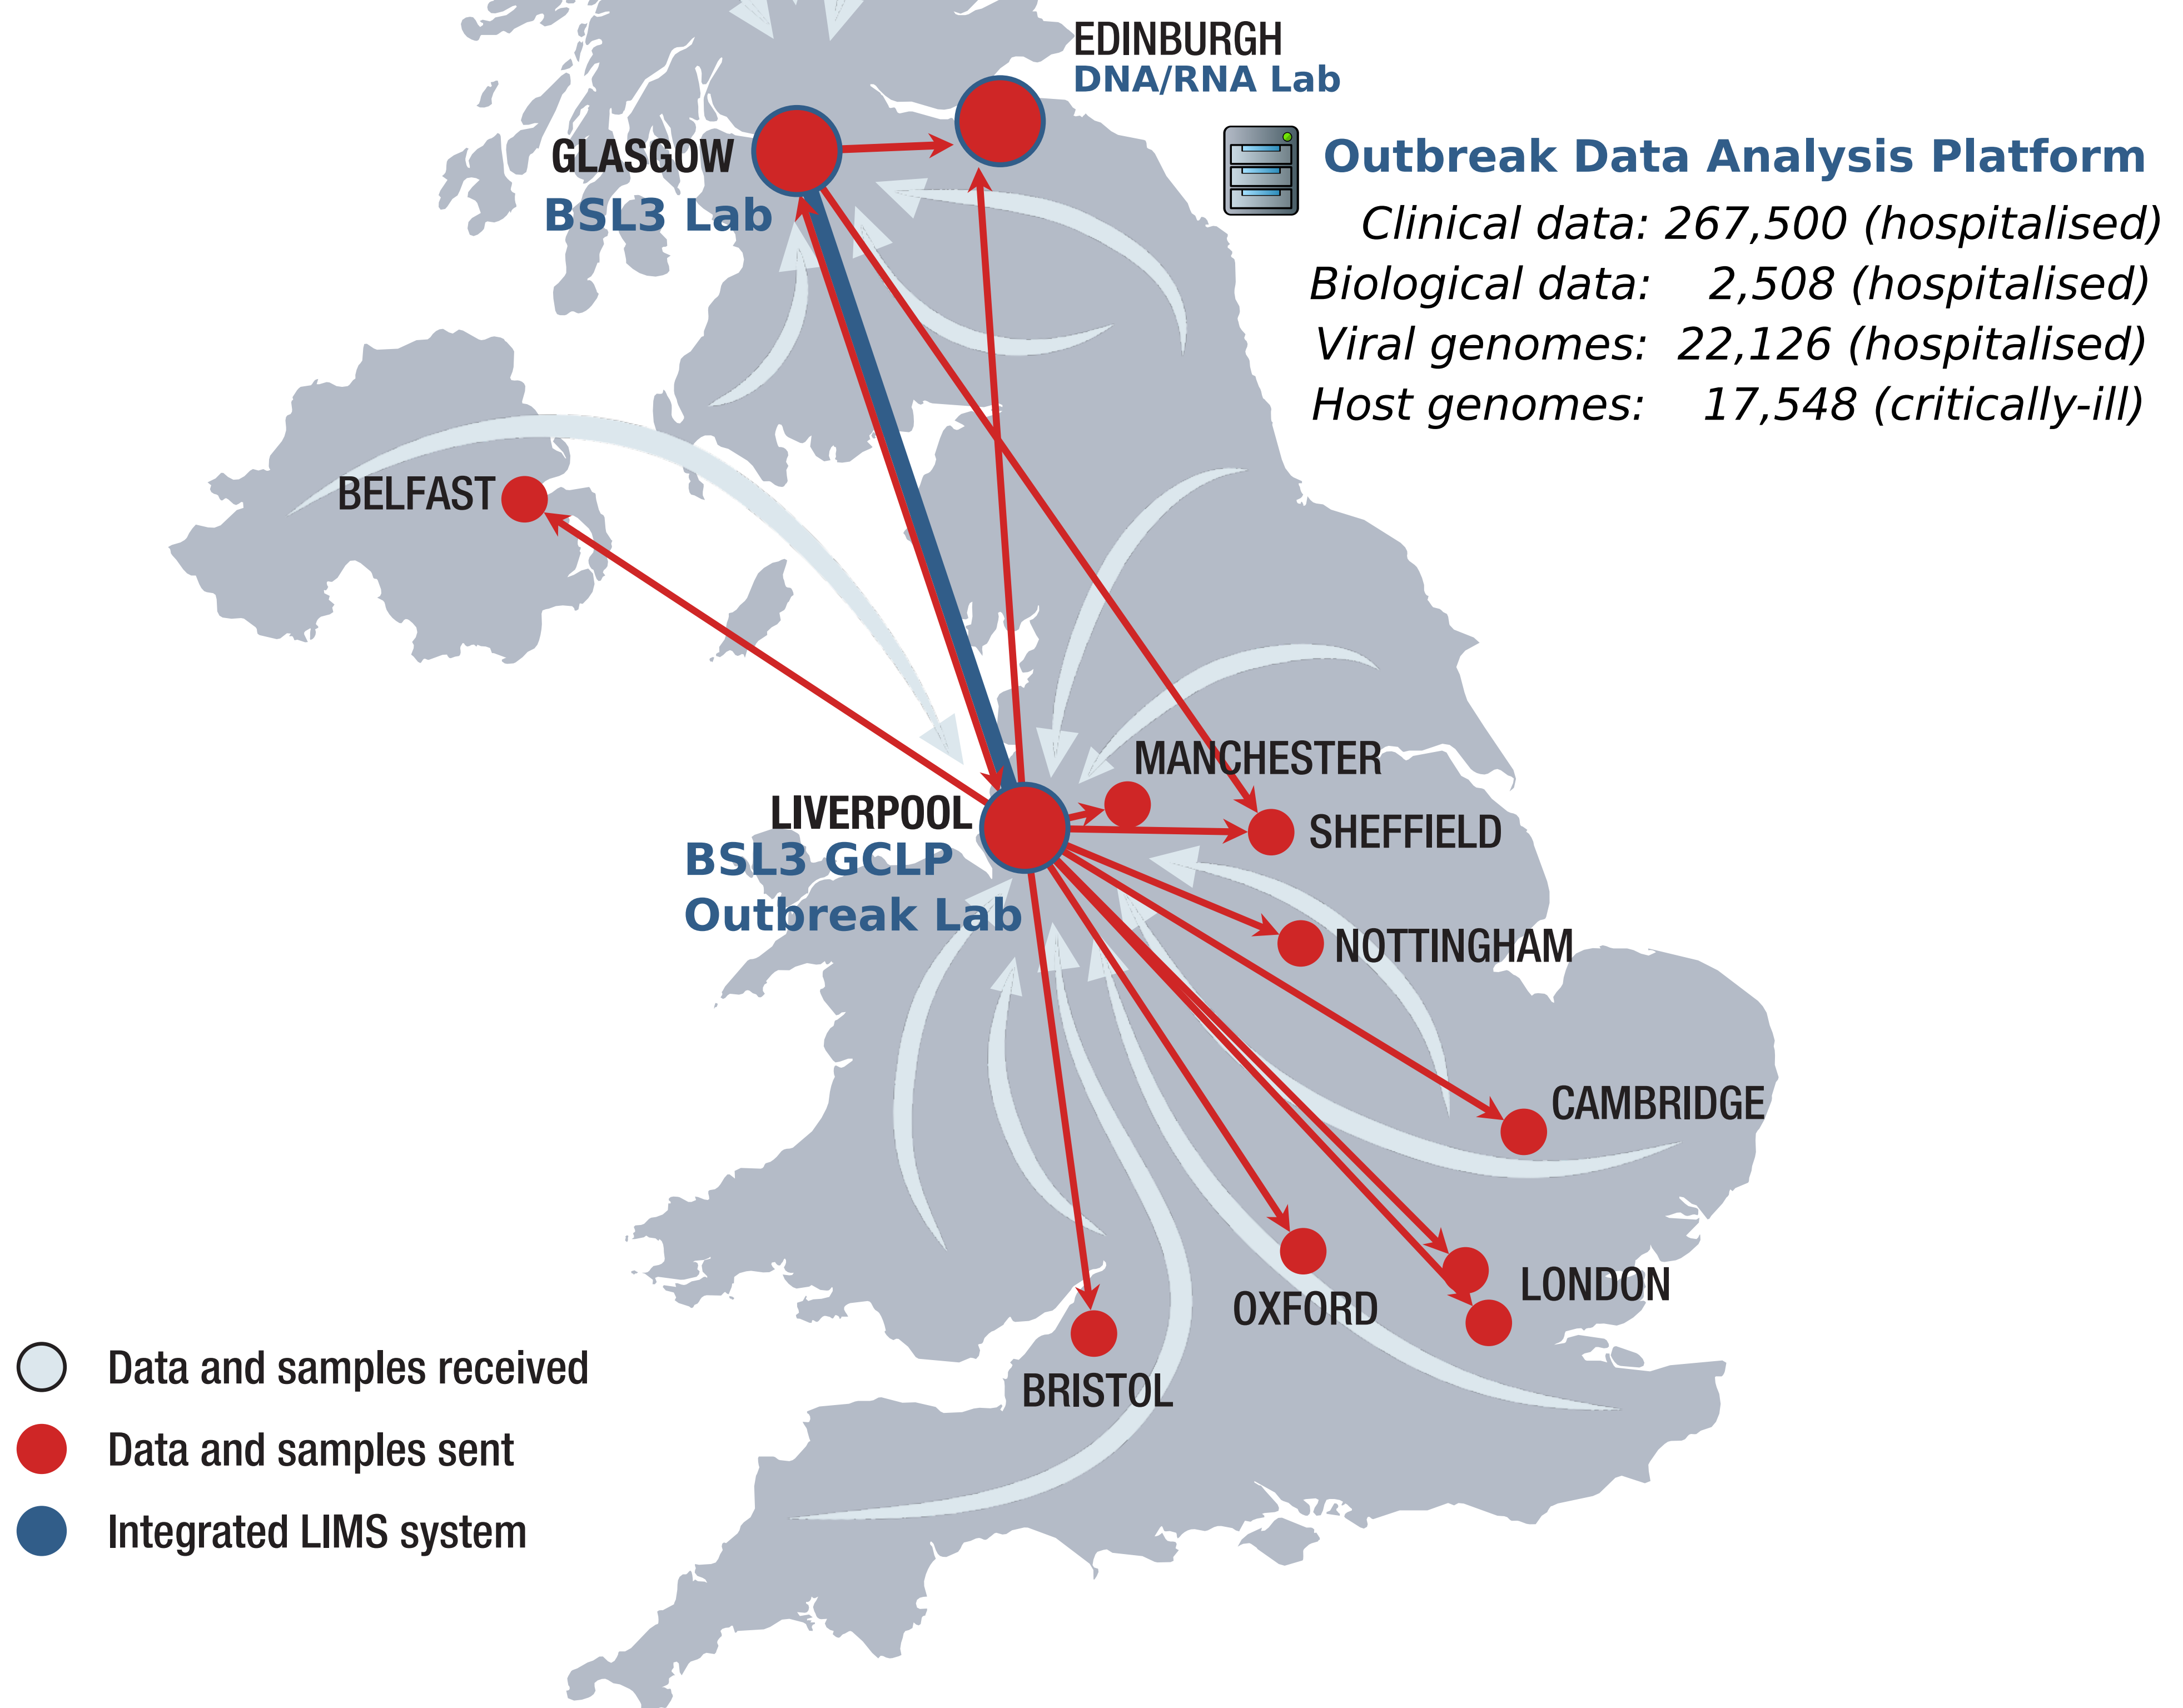 EDINBURGH
DNA/RNA Lab
GLASGOW
BSL3 Lab
Outbreak Data Analysis Platform
Clinical data: 267,500 (hospitalised)
Biological data: 2,508 (hospitalised)
Viral genomes: 22,126 (hospitalised)
Host genomes: 17,548 (critically-ill)
BELFAST
MANCHESTER
LIVERPOOL
BSL3 GCLP
Outbreak Lab
SHEFFIELD
NOTTINGHAM
CAMBRIDGE
LONDON
OXFORD
BRISTOL
Data and samples received
Data and samples sent
Integrated LIMS system